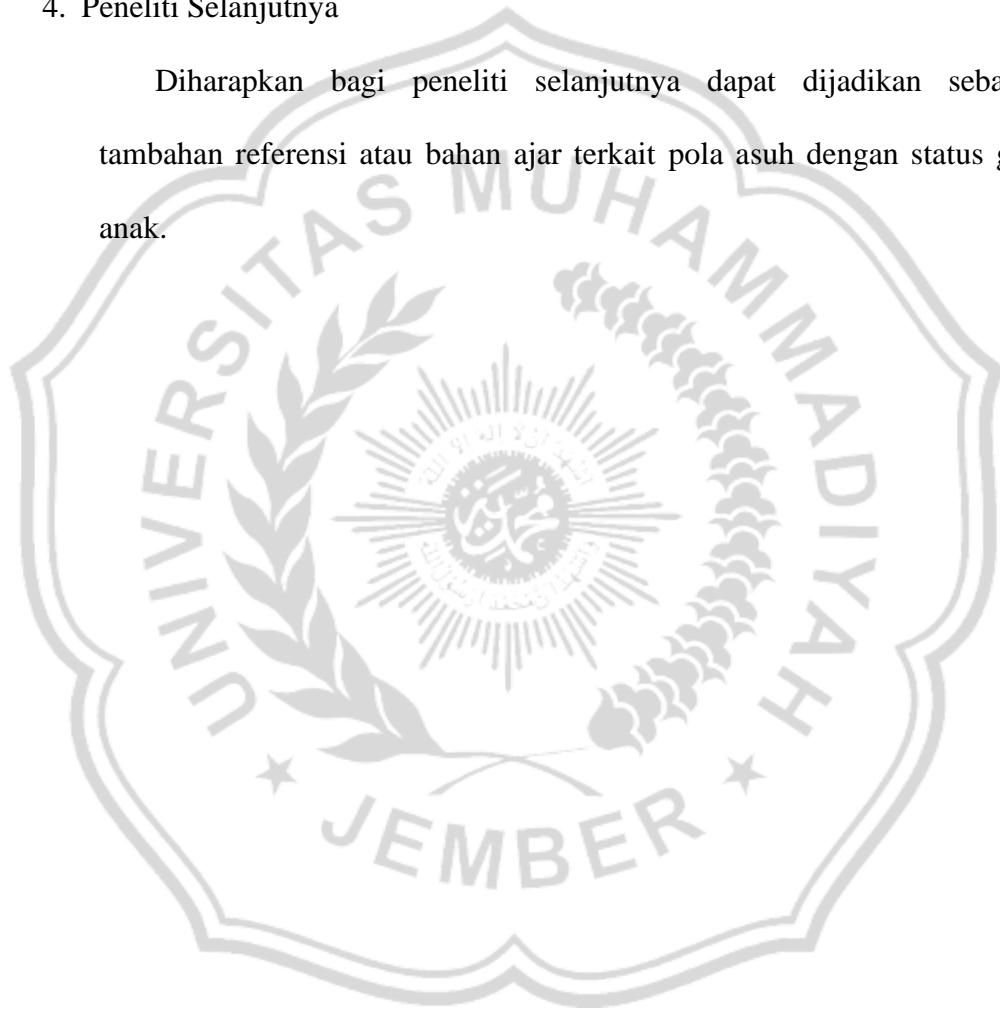 4. Peneliti Selanjutnya
Diharapkan bagi peneliti selanjutnya dapat dijadikan seba
tambahan referensi atau bahan ajar terkait pola asuh dengan status g
anak.
UNIVERSITAS MUHAMMADIYAH
JEMBER